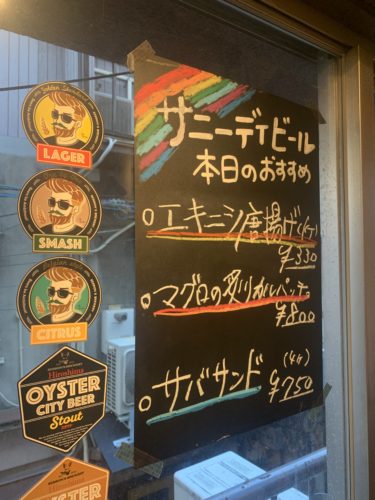 サニーデイビール
本日のおすすめ
エキニシ唐揚げ(1ケ)
¥330
マグロの炙りカルパッチョ
¥800
サバサンド (4ケ)
¥750
LAGER
SMASH
CITRUS
Hiroshima
OYSTER
CITY BEER
Stout
OYSTER